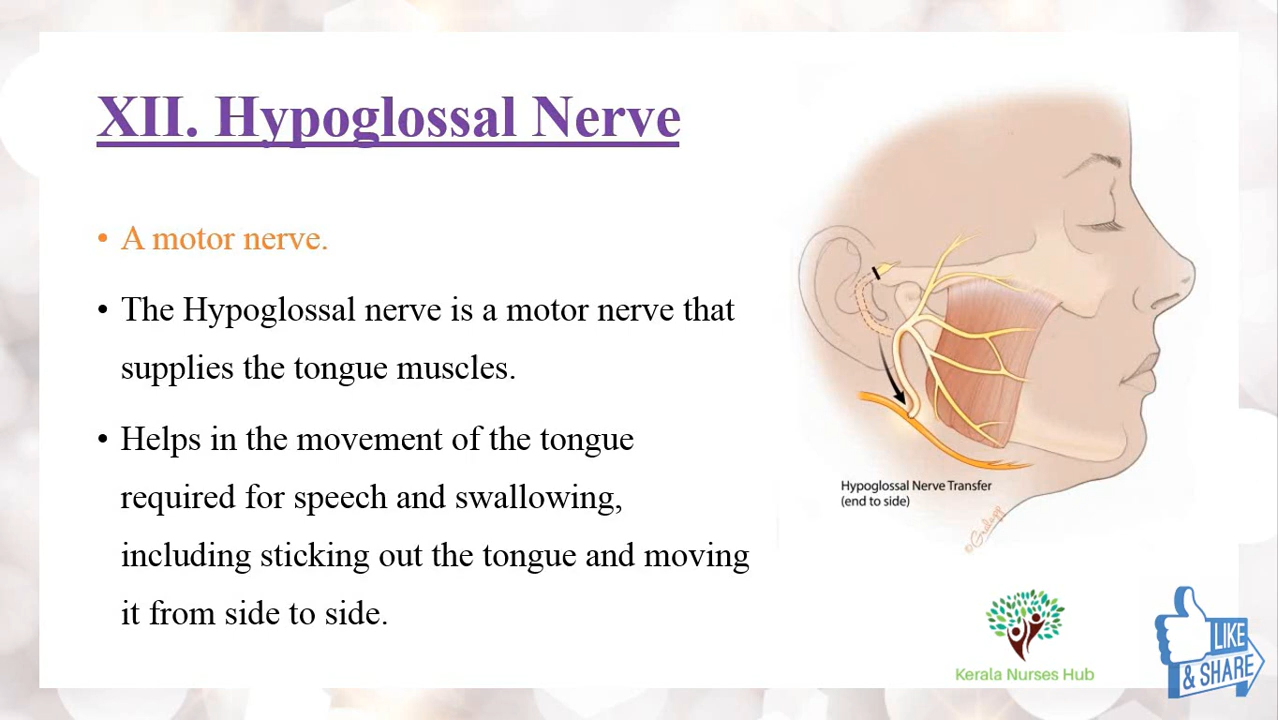 XII. Hypoglossal Nerve
• A motor nerve.
• The Hypoglossal nerve is a motor nerve that
supplies the tongue muscles.
• Helps in the movement of the tongue
required for speech and swallowing,
including sticking out the tongue and moving
it from side to side.
Hypoglossal Nerve Transfer
(end to side)
Kerala Nurses Hub
LIKE
& SHARE